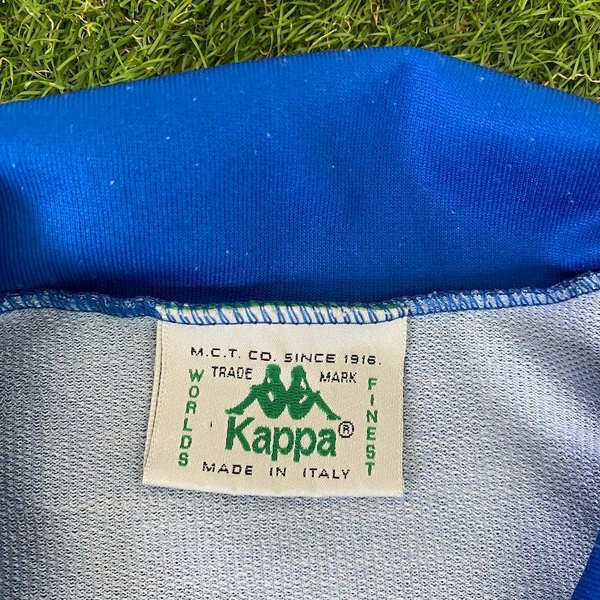 M.C.T. CO. SINCE 1916.
TRADE MARK
WORLDS
FINEST
Kappa®
MADE IN ITALY